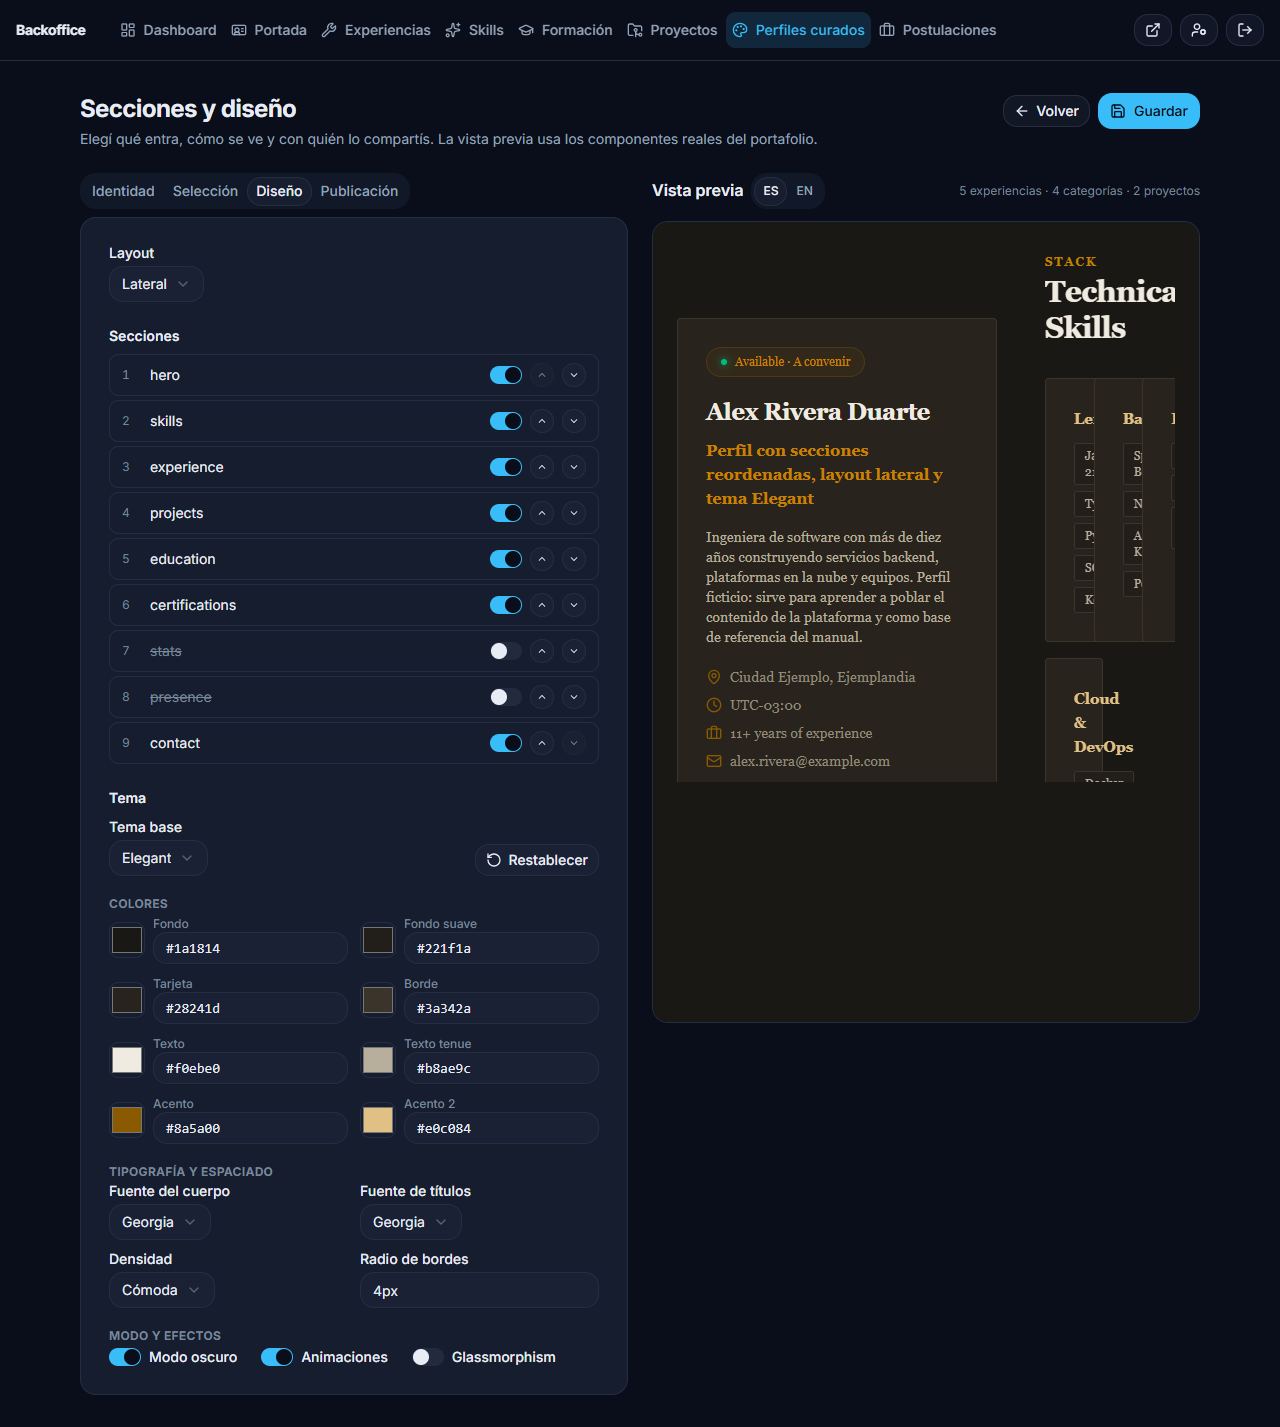 Backoffice
Dashboard
Portada
Experiencias
Skills
Formación
Proyectos
Perfiles curados
Postulaciones
Secciones y diseño
Elegí qué entra, cómo se ve y con quién lo compartís. La vista previa usa los componentes reales del portafolio.
Volver
Guardar
Identidad
Selección
Diseño
Publicación
Layout
Lateral
Secciones
1 hero
2 skills
3 experience
4 projects
5 education
6 certifications
7 stats
8 presence
9 contact
Tema
Tema base
Elegant
Restablecer
COLORES
Fondo
#1a1814
Fondo suave
#221f1a
Tarjeta
#28241d
Borde
#3a342a
Texto
#f0ebe0
Texto tenue
#b8ae9c
Acento
#8a5a00
Acento 2
#e0c084
TIPOGRAFÍA Y ESPACIADO
Fuente del cuerpo
Georgia
Fuente de títulos
Georgia
Densidad
Cómoda
Radio de bordes
4px
MODO Y EFECTOS
Modo oscuro
Animaciones
Glassmorphism
Vista previa
ES
EN
5 experiencias · 4 categorías · 2 proyectos
Available · A convenir
Alex Rivera Duarte
Perfil con secciones
reordenadas, layout lateral y
tema Elegant
Ingeniera de software con más de diez
años construyendo servicios backend,
plataformas en la nube y equipos. Perfil
ficticio: sirve para aprender a poblar el
contenido de la plataforma y como base
de referencia del manual.
Ciudad Ejemplo, Ejemplandia
UTC-03:00
11+ years of experience
alex.rivera@example.com
STACK
Technica
Skills
Cloud
&
DevOps